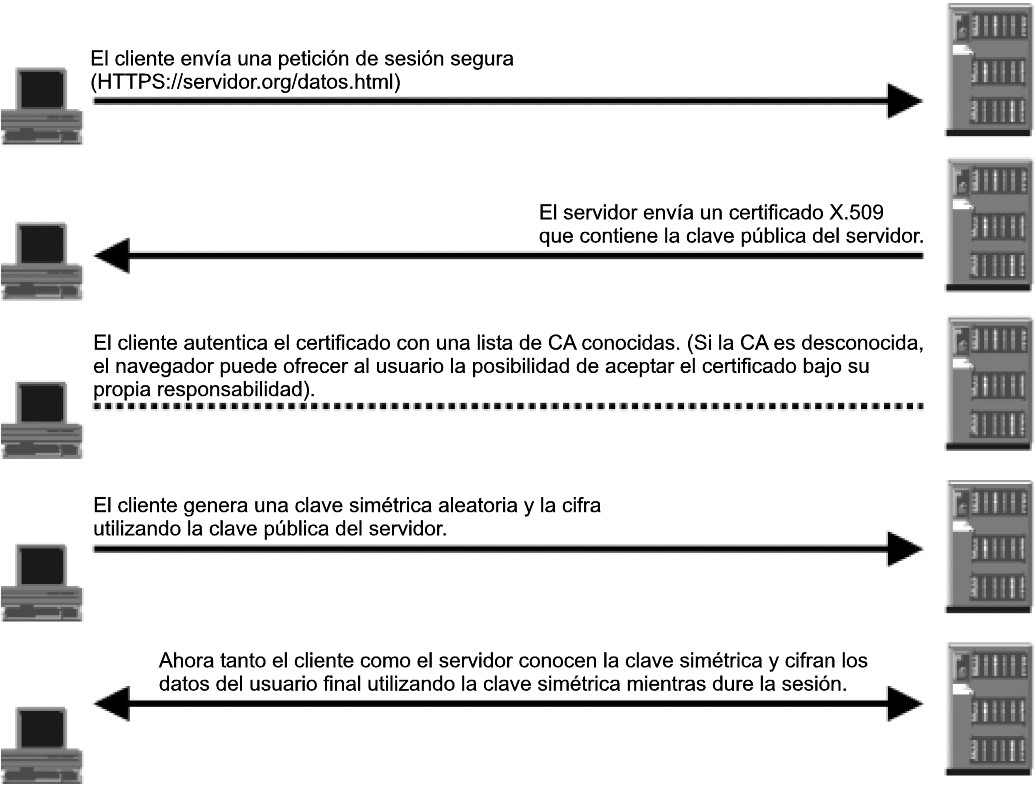 El cliente envía una petición de sesión segura
(HTTPS://servidor.org/datos.html)
El servidor envía un certificado X.509
que contiene la clave pública del servidor.
El cliente autentica el certificado con una lista de CA conocidas. (Si la CA es desconocida,
el navegador puede ofrecer al usuario la posibilidad de aceptar el certificado bajo su
propia responsabilidad).
El cliente genera una clave simétrica aleatoria y la cifra
utilizando la clave pública del servidor.
Ahora tanto el cliente como el servidor conocen la clave simétrica y cifran los
datos del usuario final utilizando la clave simétrica mientras dure la sesión.